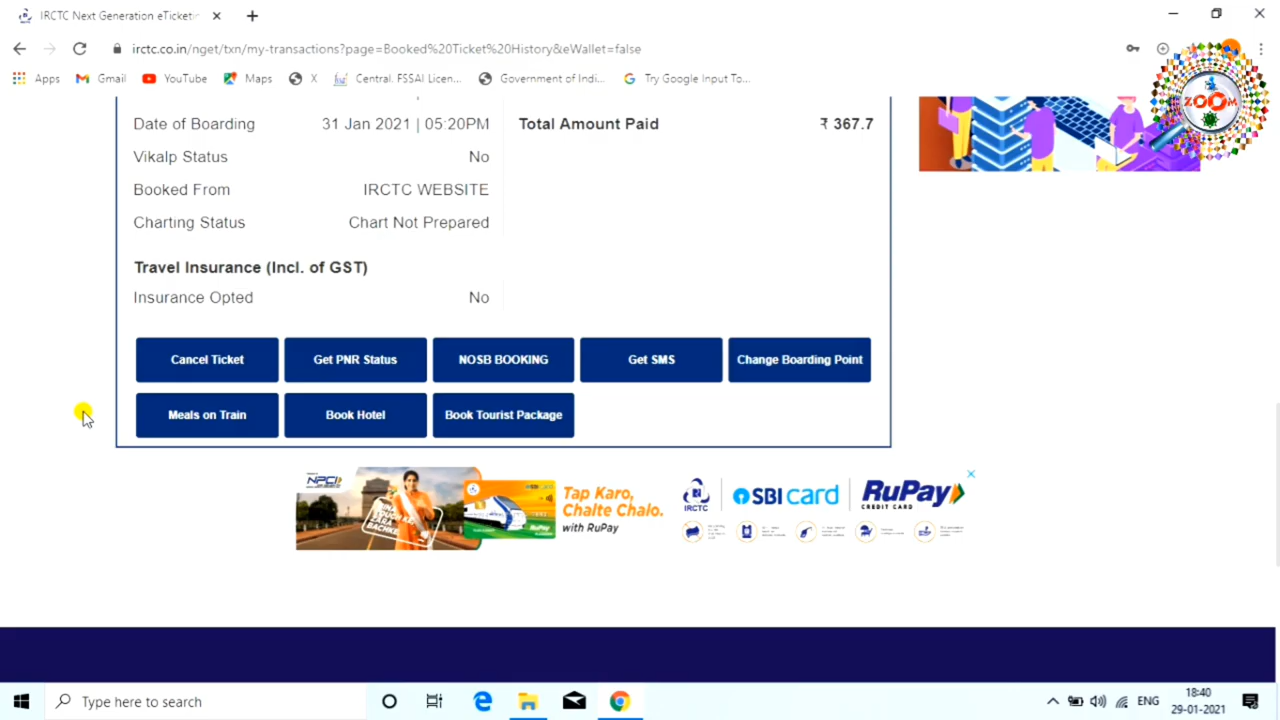 IRCTC Next Generation eTicket
irctc.co.in/nget/txn/my-transactions?page=Booked%20Ticket%20History&eWallet=false
Apps Gmail YouTube Maps X Central. FSSAI Licen... Government of Indi... Try Google Input To...
ZOOM
Date of Boarding 31 Jan 2021 | 05:20PM Total Amount Paid ₹ 367.7
Vikalp Status No
Booked From IRCTC WEBSITE
Charting Status Chart Not Prepared
Travel Insurance (Incl. of GST)
Insurance Opted No
Cancel Ticket Get PNR Status NOSB BOOKING Get SMS Change Boarding Point
Meals on Train Book Hotel Book Tourist Package
NPCI
Tap Karo,
Chalte Chalo.
with RuPay
IRCTC SBI card RuPay
CREDIT CARD
Type here to search
ENG
18:40
29-01-2021